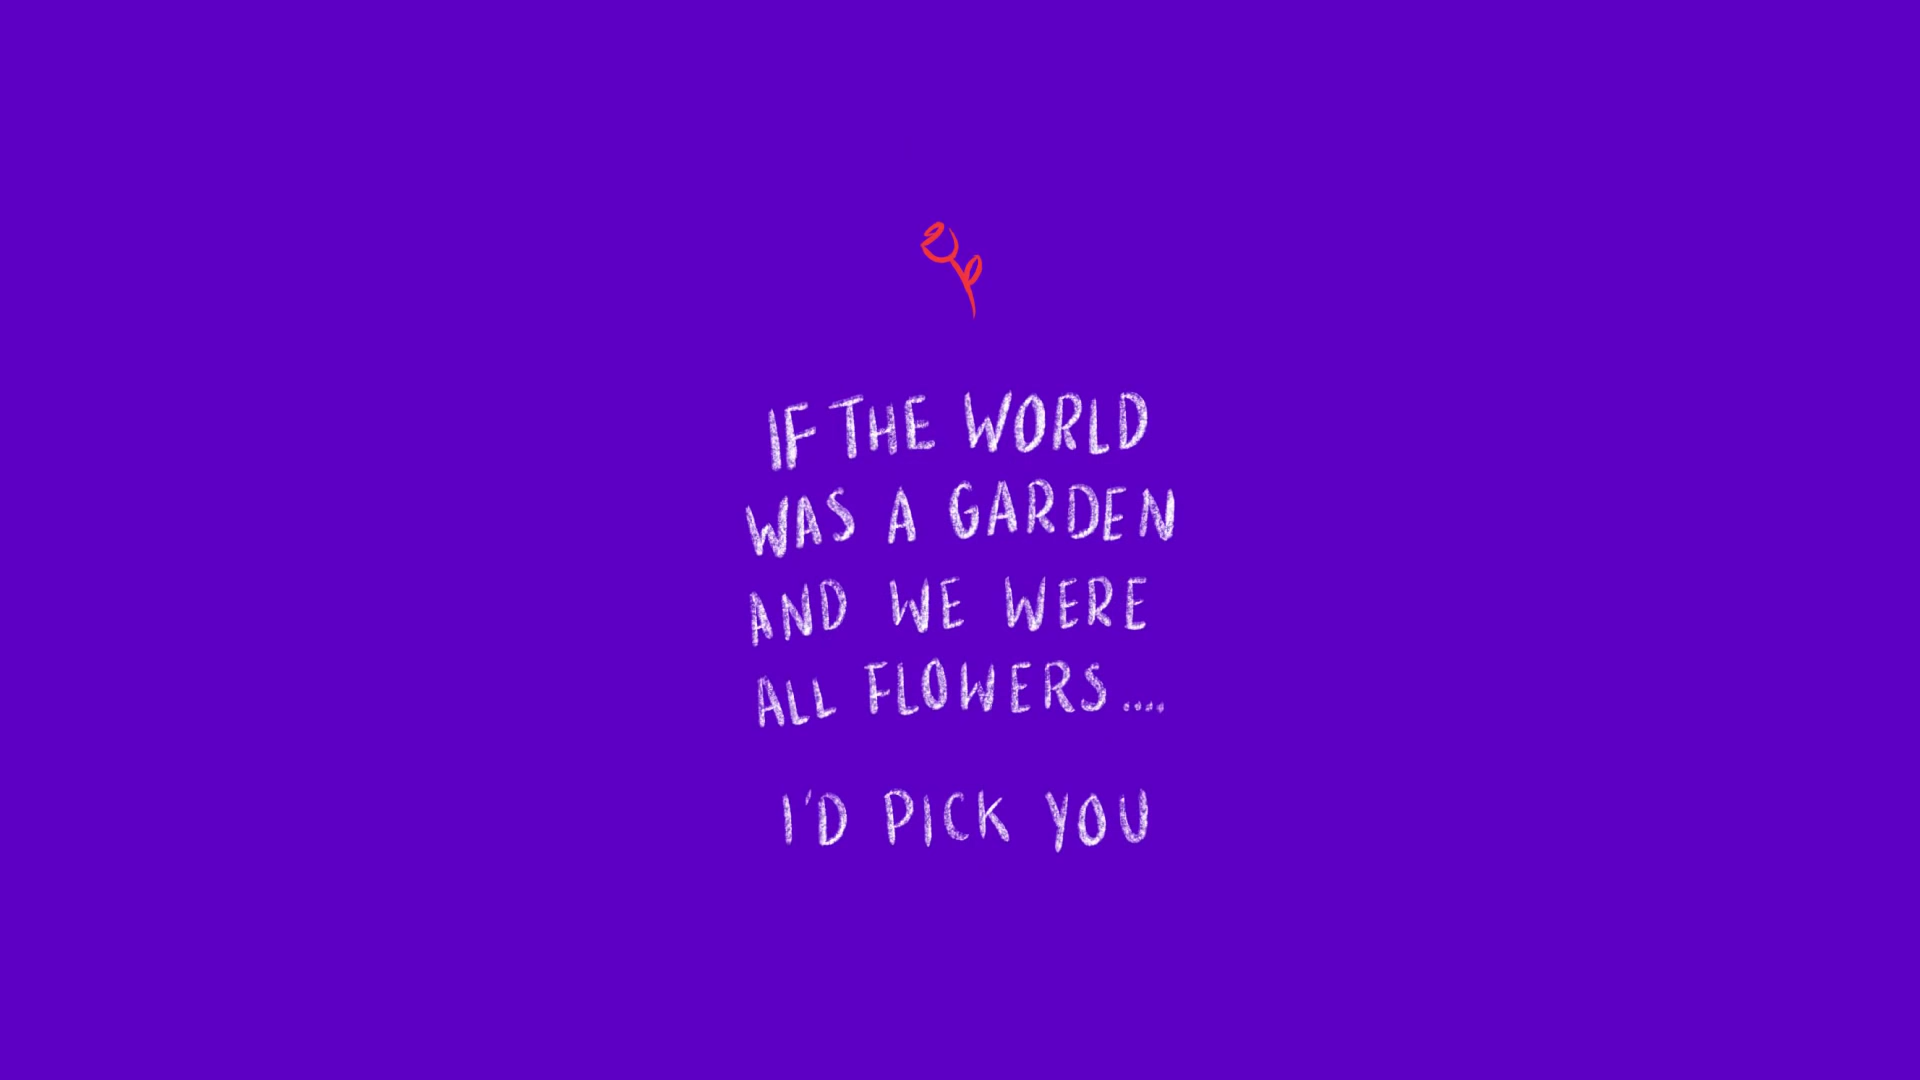 IF THE WORLD
WAS A GARDEN
AND WE WERE
ALL FLOWERS....
I'D PICK YOU